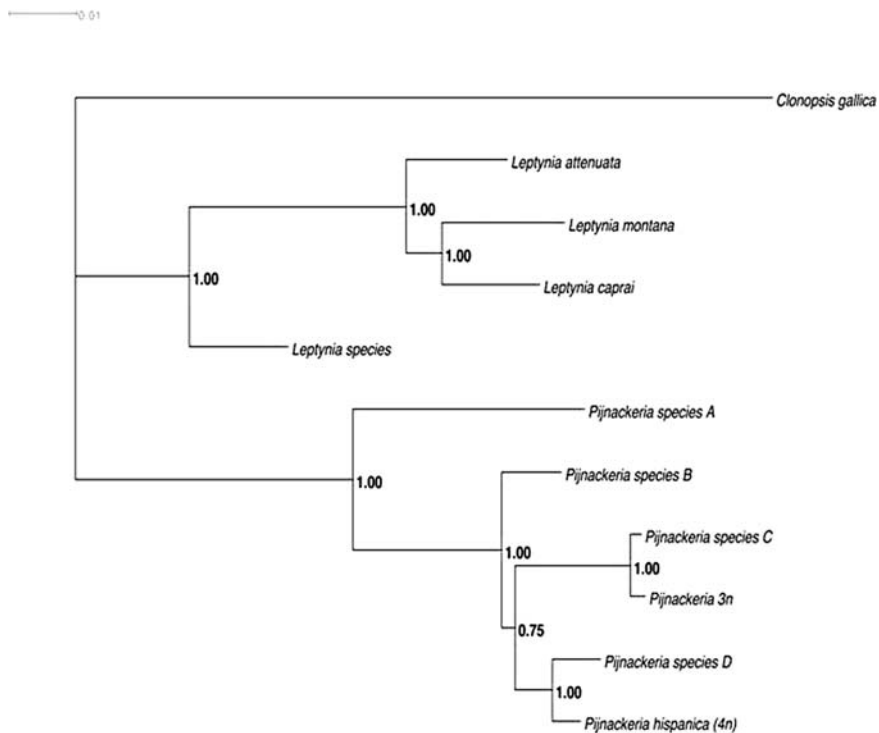 0.01
Clonopsis gallica
Leptynia attenuata
1.00
Leptynia montana
1.00
Leptynia caprai
1.00
Leptynia species
Pijnackeria species A
1.00
Pijnackeria species B
1.00
Pijnackeria species C
1.00
Pijnackeria 3n
0.75
Pijnackeria species D
1.00
Pijnackeria hispanica (4n)